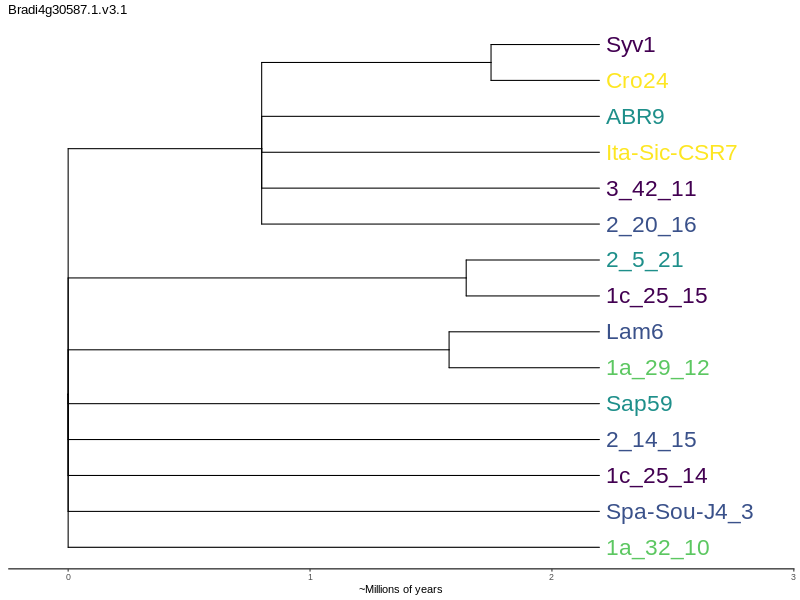 Bradi4g30587.1.v3.1
Syv1
Cro24
ABR9
Ita-Sic-CSR7
3_42_11
2_20_16
2_5_21
1c_25_15
Lam6
1a_29_12
Sap59
2_14_15
1c_25_14
Spa-Sou-J4_3
1a_32_10
0 1 2 3
~Millions of years